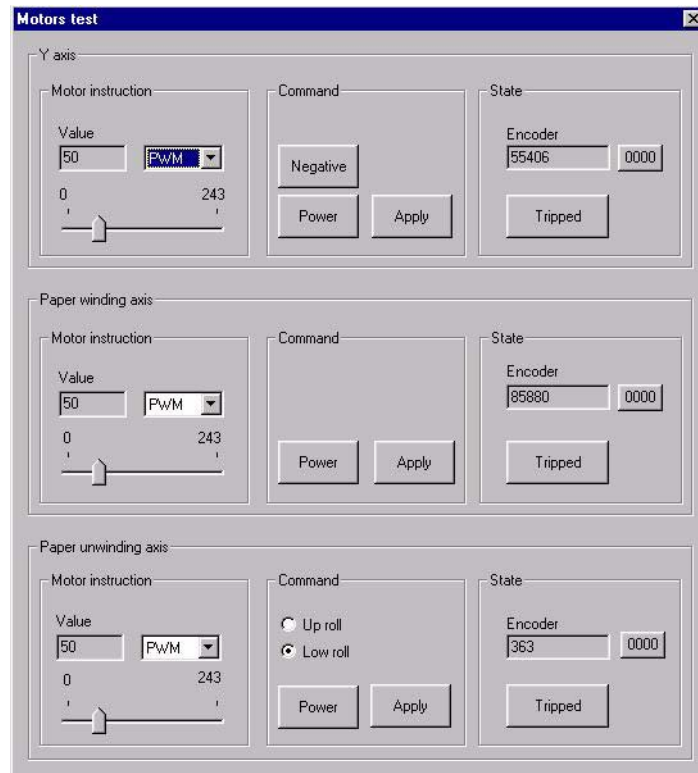 Motors test
Y axis
Motor instruction
Value
50 PWM
0 243
Command
Negative
Power Apply
State
Encoder
55406 0000
Tripped
Paper winding axis
Motor instruction
Value
50 PWM
0 243
Command
Power Apply
State
Encoder
85880 0000
Tripped
Paper unwinding axis
Motor instruction
Value
50 PWM
0 243
Command
Up roll
Low roll
Power Apply
State
Encoder
363 0000
Tripped